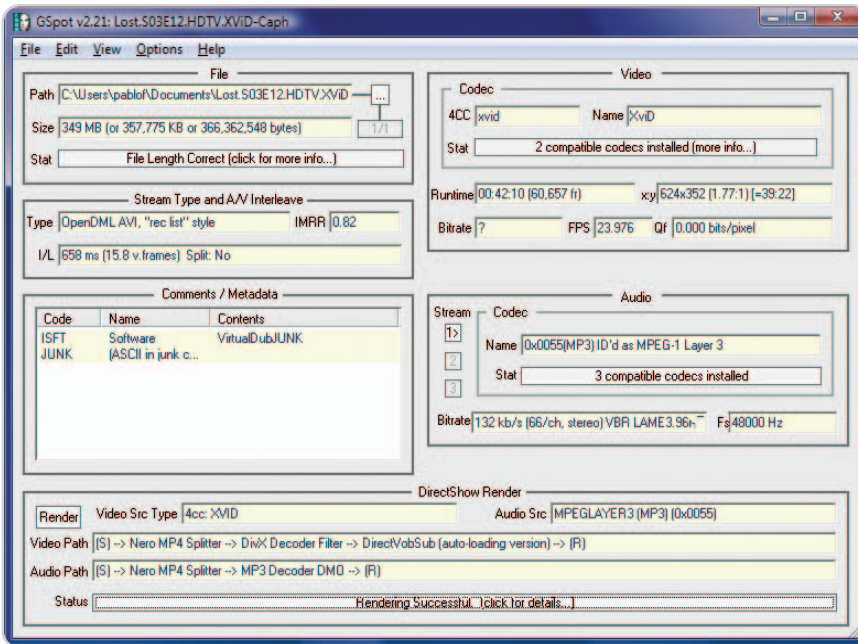 GSpot v2.21: Lost.S03E12.HDTV.XViD-Caph
File Edit View Options Help
File
Path C:\Users\pablof\Documents\Lost.S03E12.HDTV.XViD ...
Size 349 MB (or 357,775 KB or 366,362,548 bytes) 1/1
Stat File Length Correct (click for more info...)
Stream Type and A/V Interleave
Type OpenDML AVI, "rec list" style IMRR 0.82
I/L 658 ms (15.8 v.frames) Split: No
Comments / Metadata
Code Name Contents
ISFT Software VirtualDubJUNK
JUNK (ASCII in junk c...
Video
Codec
4CC xvid Name XviD
Stat 2 compatible codecs installed (more info...)
Runtime 00:42:10 (60,657 fr) x:y 624x352 (1.77:1) [=39:22]
Bitrate ? FPS 23.976 Qf 0.000 bits/pixel
Audio
Stream Codec
1>
2
3
Name 0x0055(MP3) ID'd as MPEG-1 Layer 3
Stat 3 compatible codecs installed
Bitrate 132 kb/s (66/ch, stereo) VBR LAME3.96r Fs 48000 Hz
DirectShow Render
Render Video Src Type 4cc: XVID Audio Src MPEGLAYER3 (MP3) (0x0055)
Video Path (S) --> Nero MP4 Splitter --> DivX Decoder Filter --> DirectVobSub (auto-loading version) --> (R)
Audio Path (S) --> Nero MP4 Splitter --> MP3 Decoder DMO --> (R)
Status Rendering Successful. (click for details...)